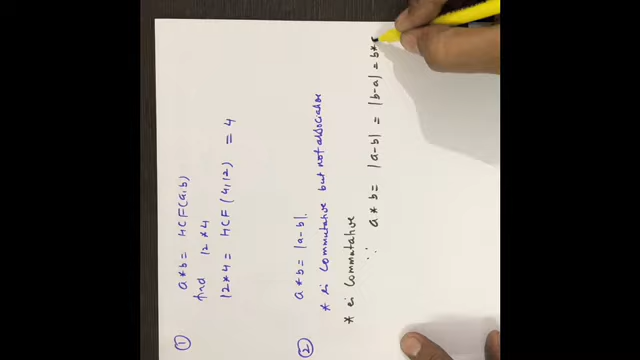 ① a*b = HCF(a,b)
find 12*4
12*4 = HCF (4,12) = 4
② a*b = |a-b|.
* is commutative but not associative
* is commutative
∵ a*b = |a-b| = |b-a| = b*